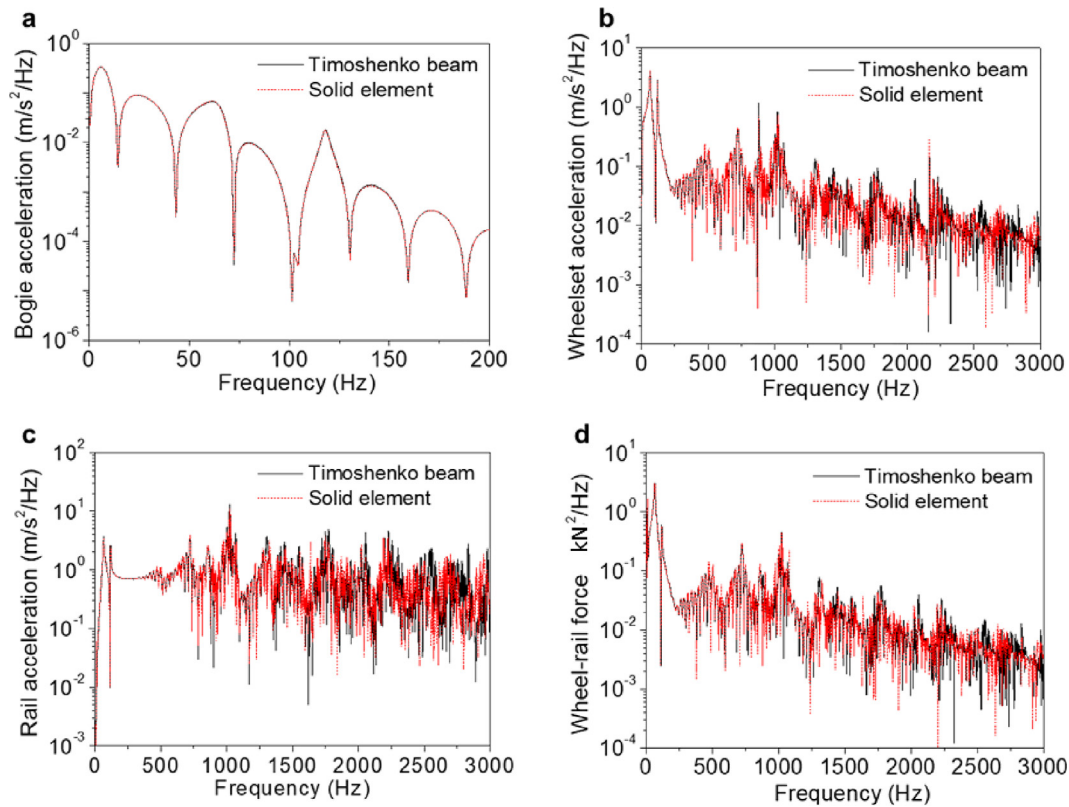 a
Bogie acceleration (m/s²/Hz)
10⁰
10⁻²
10⁻⁴
10⁻⁶
Timoshenko beam
Solid element
0 50 100 150 200
Frequency (Hz)
b
Wheelset acceleration (m/s²/Hz)
10¹
10⁰
10⁻¹
10⁻²
10⁻³
10⁻⁴
Timoshenko beam
Solid element
0 500 1000 1500 2000 2500 3000
Frequency (Hz)
c
Rail acceleration (m/s²/Hz)
10²
10¹
10⁰
10⁻¹
10⁻²
10⁻³
Timoshenko beam
Solid element
0 500 1000 1500 2000 2500 3000
Frequency (Hz)
d
Wheel-rail force kN²/Hz)
10¹
10⁰
10⁻¹
10⁻²
10⁻³
10⁻⁴
Timoshenko beam
Solid element
0 500 1000 1500 2000 2500 3000
Frequency (Hz)